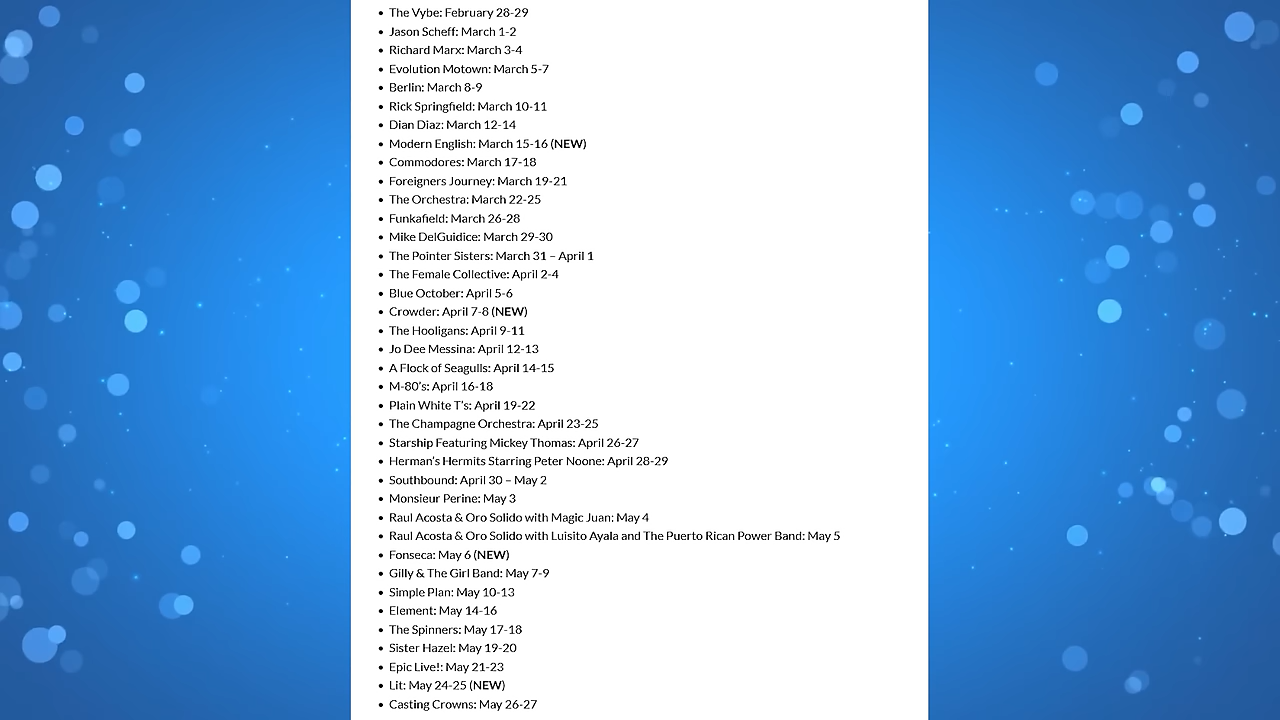 • The Vybe: February 28-29
• Jason Scheff: March 1-2
• Richard Marx: March 3-4
• Evolution Motown: March 5-7
• Berlin: March 8-9
• Rick Springfield: March 10-11
• Dian Diaz: March 12-14
• Modern English: March 15-16 (NEW)
• Commodores: March 17-18
• Foreigners Journey: March 19-21
• The Orchestra: March 22-25
• Funkafield: March 26-28
• Mike DelGuidice: March 29-30
• The Pointer Sisters: March 31 – April 1
• The Female Collective: April 2-4
• Blue October: April 5-6
• Crowder: April 7-8 (NEW)
• The Hooligans: April 9-11
• Jo Dee Messina: April 12-13
• A Flock of Seagulls: April 14-15
• M-80's: April 16-18
• Plain White T's: April 19-22
• The Champagne Orchestra: April 23-25
• Starship Featuring Mickey Thomas: April 26-27
• Herman's Hermits Starring Peter Noone: April 28-29
• Southbound: April 30 – May 2
• Monsieur Perine: May 3
• Raul Acosta & Oro Solido with Magic Juan: May 4
• Raul Acosta & Oro Solido with Luisito Ayala and The Puerto Rican Power Band: May 5
• Fonseca: May 6 (NEW)
• Gilly & The Girl Band: May 7-9
• Simple Plan: May 10-13
• Element: May 14-16
• The Spinners: May 17-18
• Sister Hazel: May 19-20
• Epic Live!: May 21-23
• Lit: May 24-25 (NEW)
• Casting Crowns: May 26-27